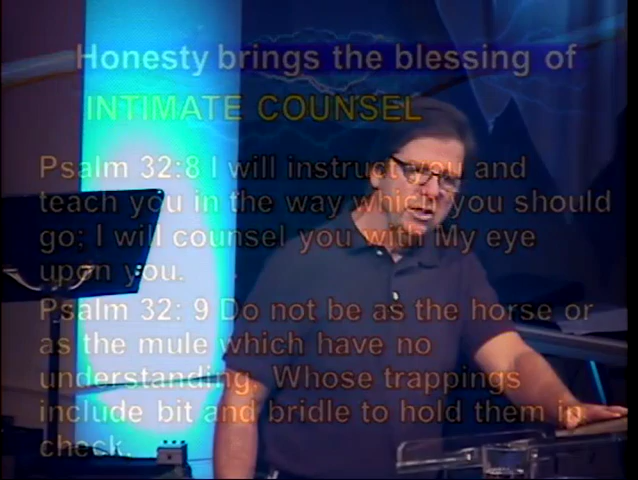 Honesty brings the blessing of
INTIMATE COUNSEL
Psalm 32:8 I will instruct you and
teach you in the way which you should
go; I will counsel you with My eye
upon you.
Psalm 32: 9 Do not be as the horse or
as the mule which have no
understanding, Whose trappings
include bit and bridle to hold them in
check.